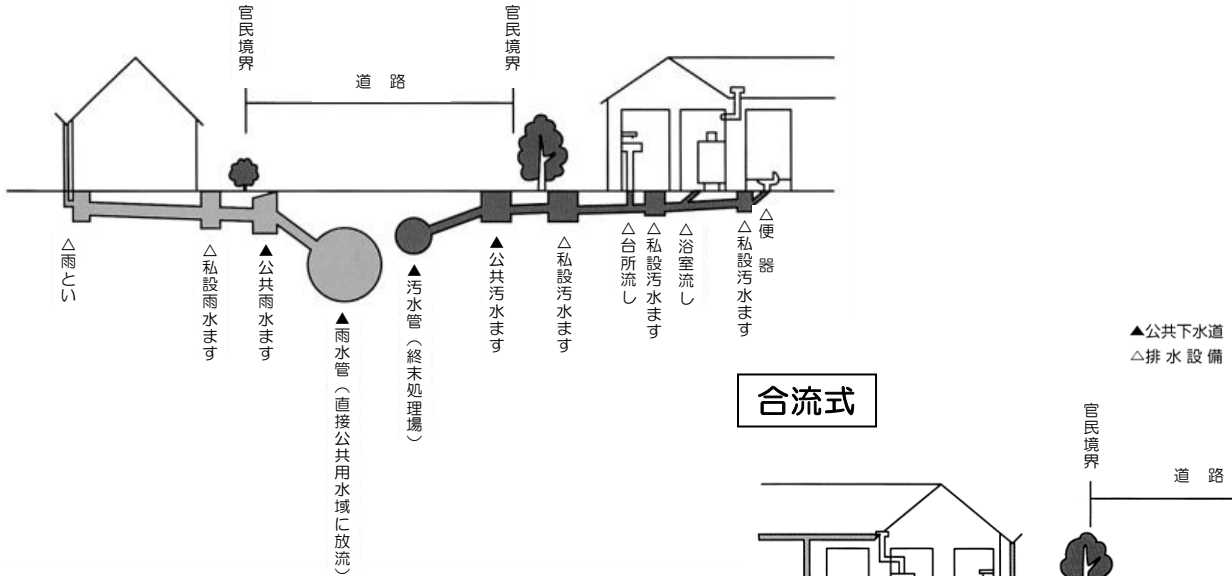 官民境界
道路
官民境界
△雨とい
△私設雨水ます
▲公共雨水ます
▲雨水管（直接公共用水域に放流）
▲汚水管（終末処理場）
▲公共汚水ます
△私設汚水ます
△台所流し
△私設汚水ます
△浴室流し
△私設汚水ます
△便器
▲公共下水道
△排水設備
合流式
官民境界
道路